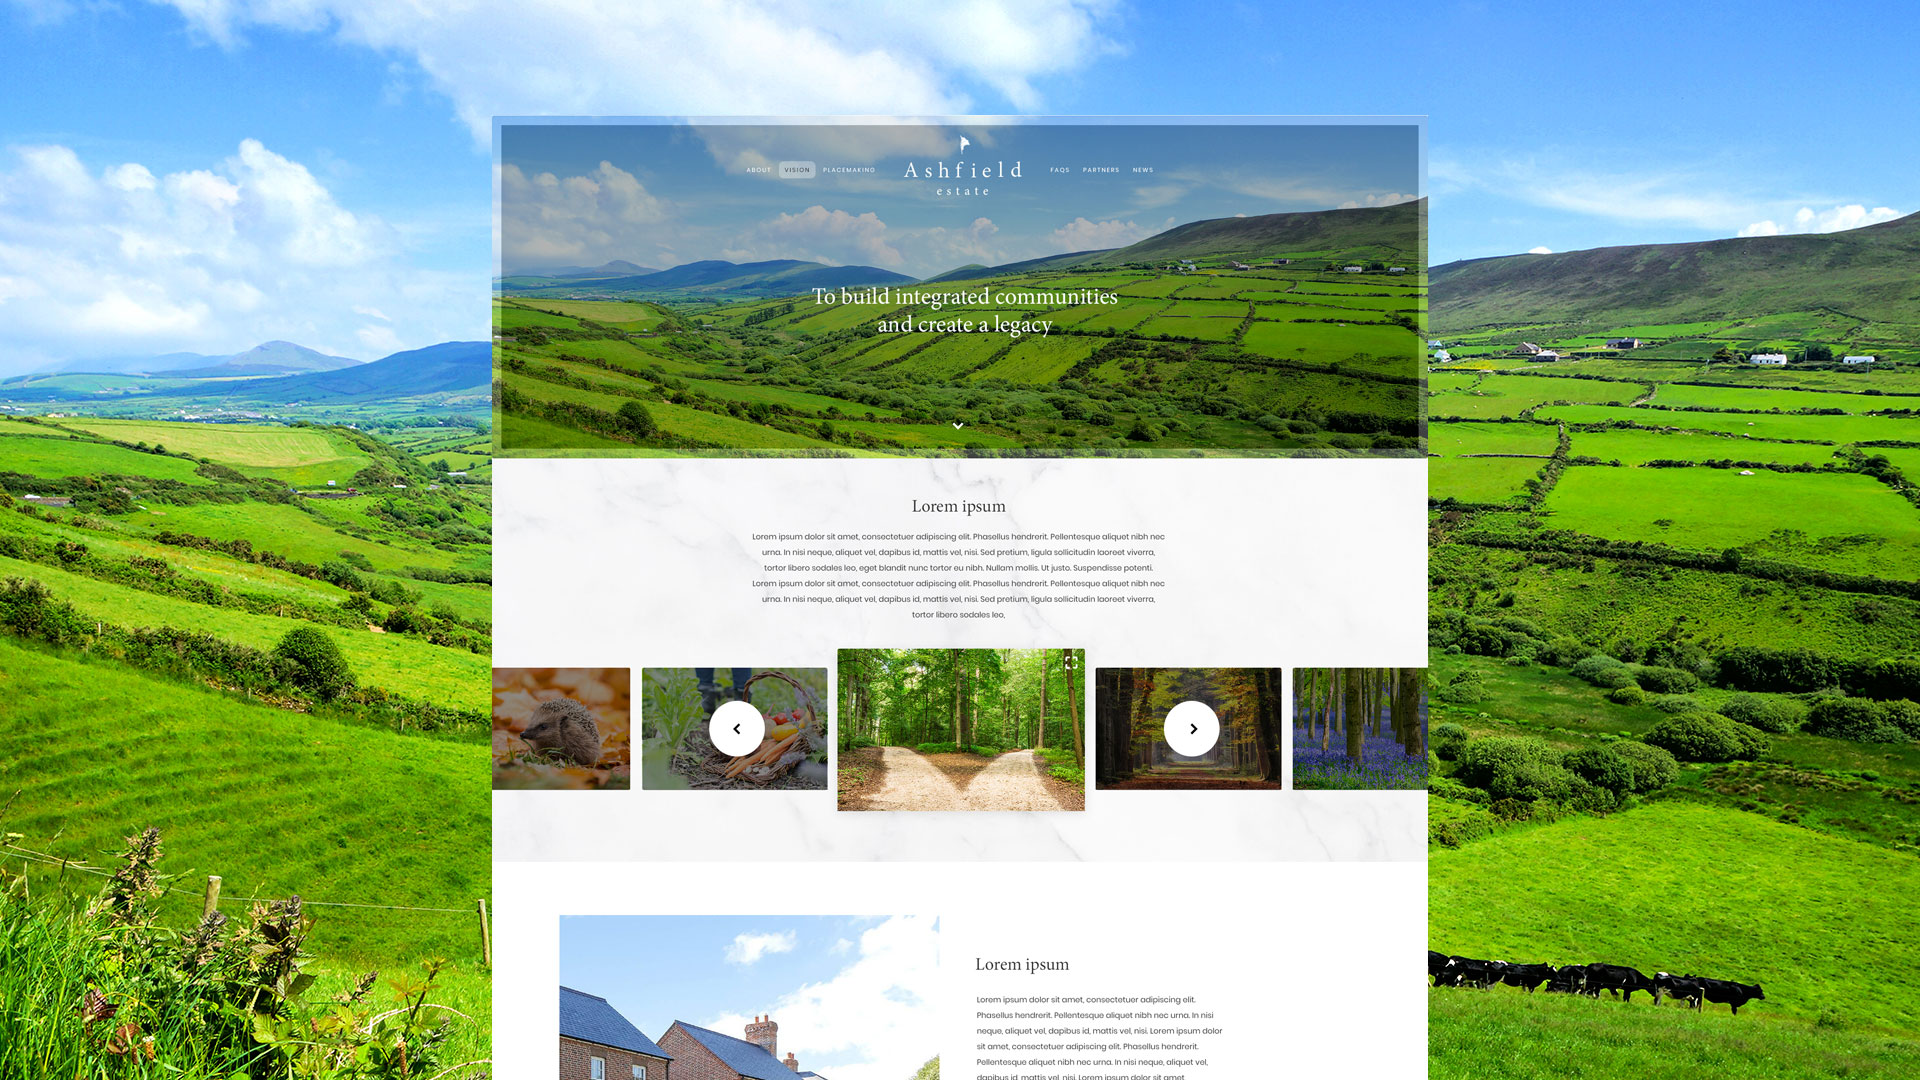 ABOUT VISION PLACEMAKING
Ashfield
estate
FAQS PARTNERS NEWS
To build integrated communities
and create a legacy
Lorem ipsum
Lorem ipsum dolor sit amet, consectetuer adipiscing elit. Phasellus hendrerit. Pellentesque aliquet nibh nec
urna. In nisi neque, aliquet vel, dapibus id, mattis vel, nisi. Sed pretium, ligula sollicitudin laoreet viverra,
tortor libero sodales leo, eget blandit nunc tortor eu nibh. Nullam mollis. Ut justo. Suspendisse potenti.
Lorem ipsum dolor sit amet, consectetuer adipiscing elit. Phasellus hendrerit. Pellentesque aliquet nibh nec
urna. In nisi neque, aliquet vel, dapibus id, mattis vel, nisi. Sed pretium, ligula sollicitudin laoreet viverra,
tortor libero sodales leo,
Lorem ipsum
Lorem ipsum dolor sit amet, consectetuer adipiscing elit.
Phasellus hendrerit. Pellentesque aliquet nibh nec urna. In nisi
neque, aliquet vel, dapibus id, mattis vel, nisi. Lorem ipsum dolor
sit amet, consectetuer adipiscing elit. Phasellus hendrerit.
Pellentesque aliquet nibh nec urna. In nisi neque, aliquet vel,
dapibus id, mattis vel, nisi. Lorem ipsum dolor sit amet,